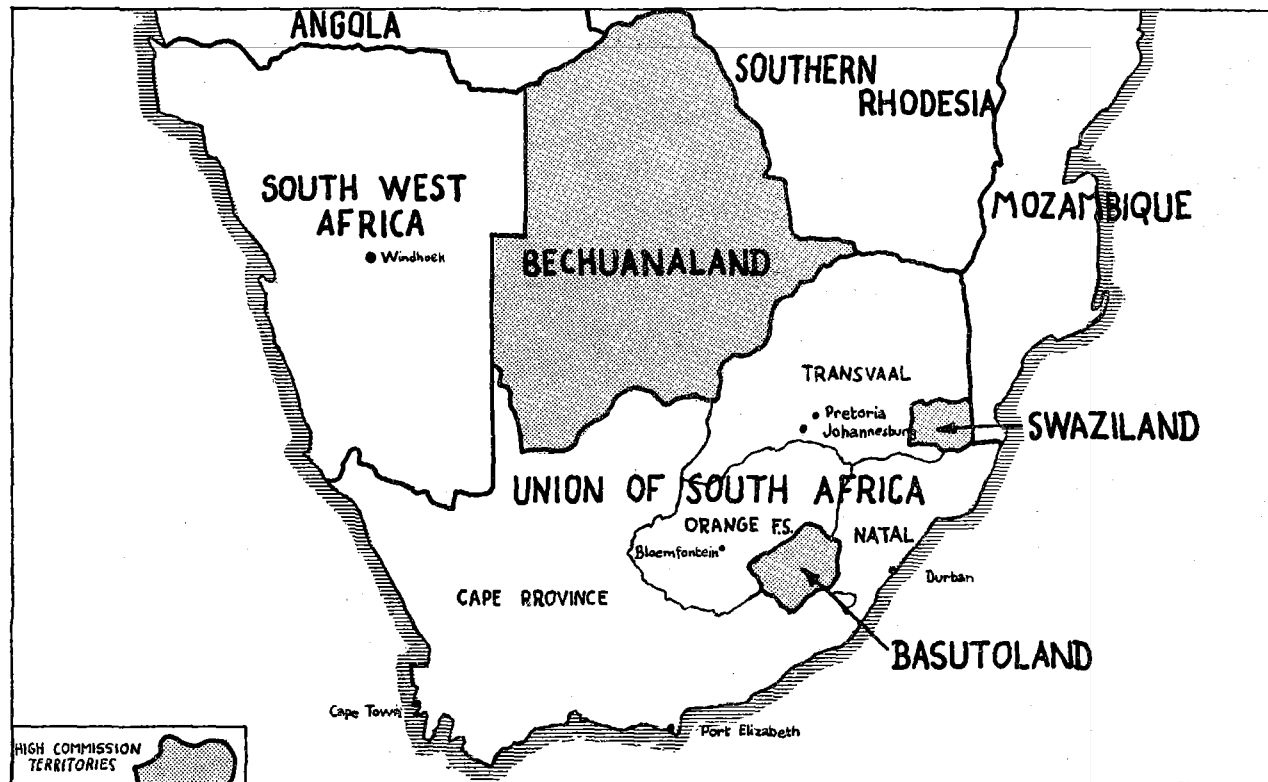 ANGOLA
SOUTHERN
RHODESIA
SOUTH WEST
AFRICA
MOZAMBIQUE
Windhoek
BECHUANALAND
TRANSVAAL
Pretoria
Johannesburg
SWAZILAND
UNION OF SOUTH AFRICA
ORANGE F.S.
NATAL
Bloemfontein
Durban
CAPE RROVINCE
BASUTOLAND
Cape Town
Port Elizabeth
HIGH COMMISSION
TERRITORIES